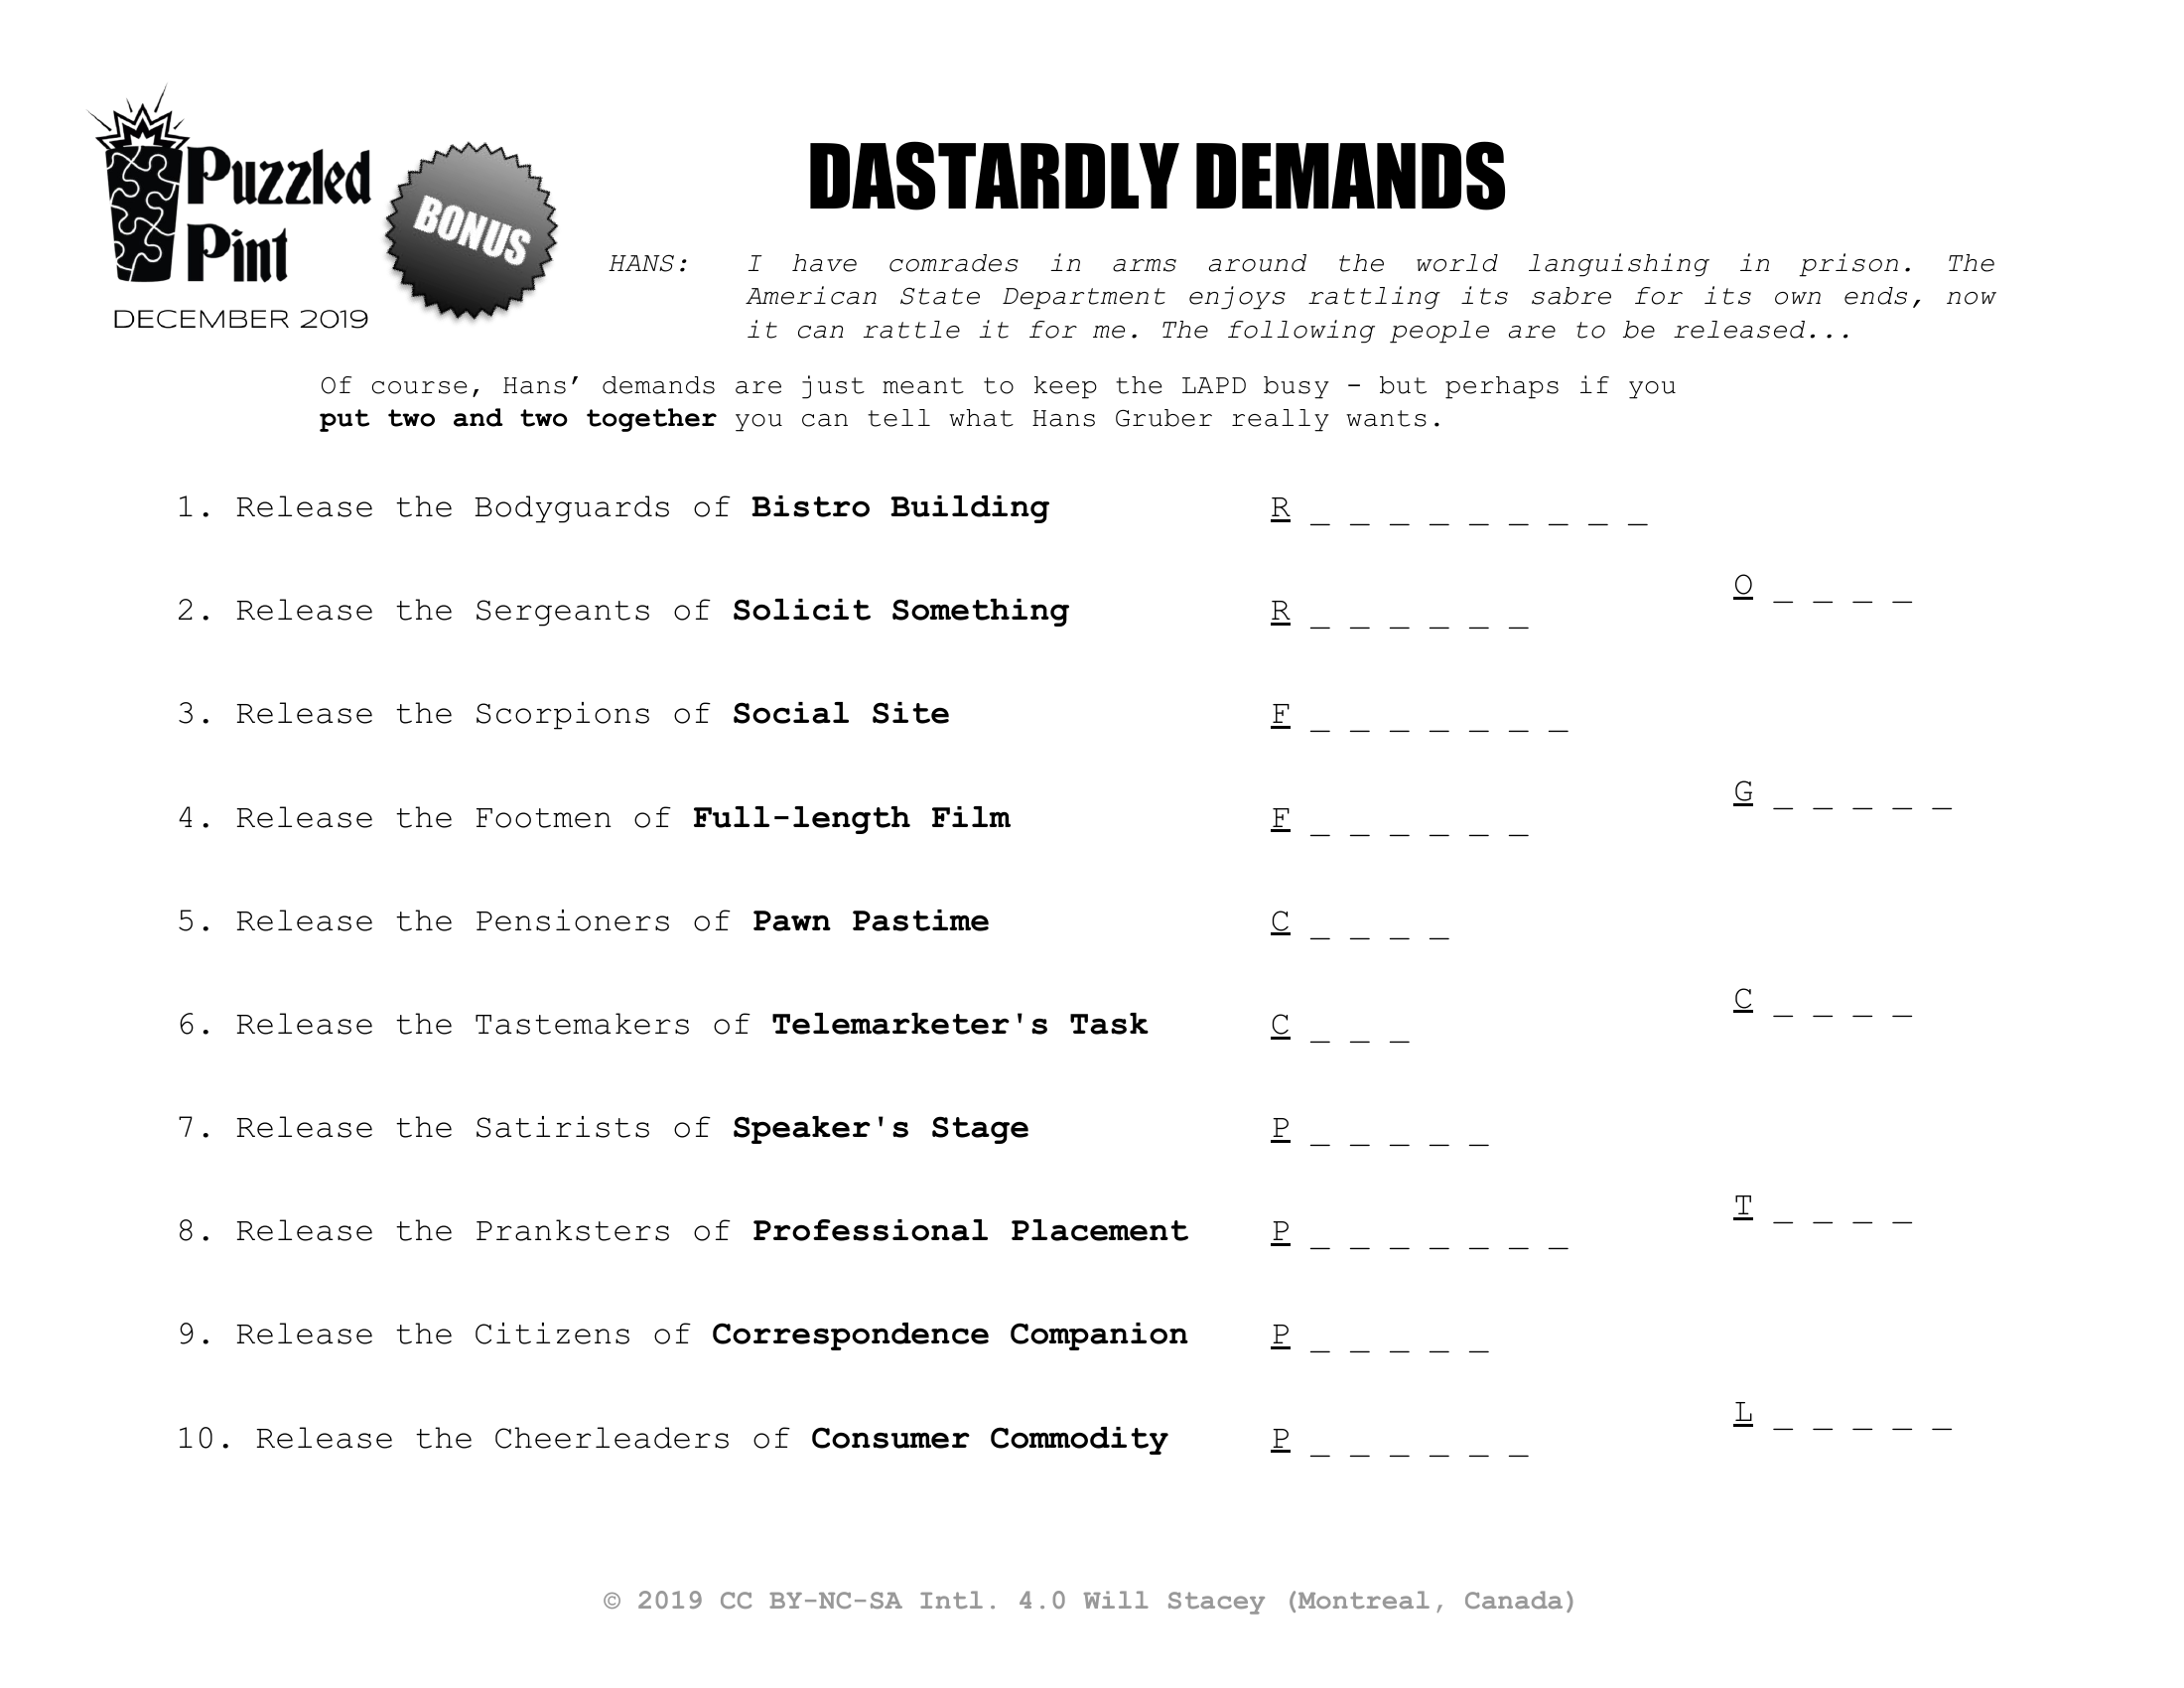 Puzzled
Pint
DECEMBER 2019
BONUS
DASTARDLY DEMANDS
HANS: I have comrades in arms around the world languishing in prison. The
American State Department enjoys rattling its sabre for its own ends, now
it can rattle it for me. The following people are to be released...
Of course, Hans’ demands are just meant to keep the LAPD busy - but perhaps if you
put two and two together you can tell what Hans Gruber really wants.
1. Release the Bodyguards of Bistro Building R _ _ _ _ _ _ _ _ _
O _ _ _ _
2. Release the Sergeants of Solicit Something R _ _ _ _ _ _
3. Release the Scorpions of Social Site F _ _ _ _ _ _ _
G _ _ _ _ _
4. Release the Footmen of Full-length Film F _ _ _ _ _ _
5. Release the Pensioners of Pawn Pastime C _ _ _ _
C _ _ _ _
6. Release the Tastemakers of Telemarketer's Task C _ _ _
7. Release the Satirists of Speaker's Stage P _ _ _ _ _
T _ _ _ _
8. Release the Pranksters of Professional Placement P _ _ _ _ _ _ _
9. Release the Citizens of Correspondence Companion P _ _ _ _ _
L _ _ _ _ _
10. Release the Cheerleaders of Consumer Commodity P _ _ _ _ _ _
© 2019 CC BY-NC-SA Intl. 4.0 Will Stacey (Montreal, Canada)